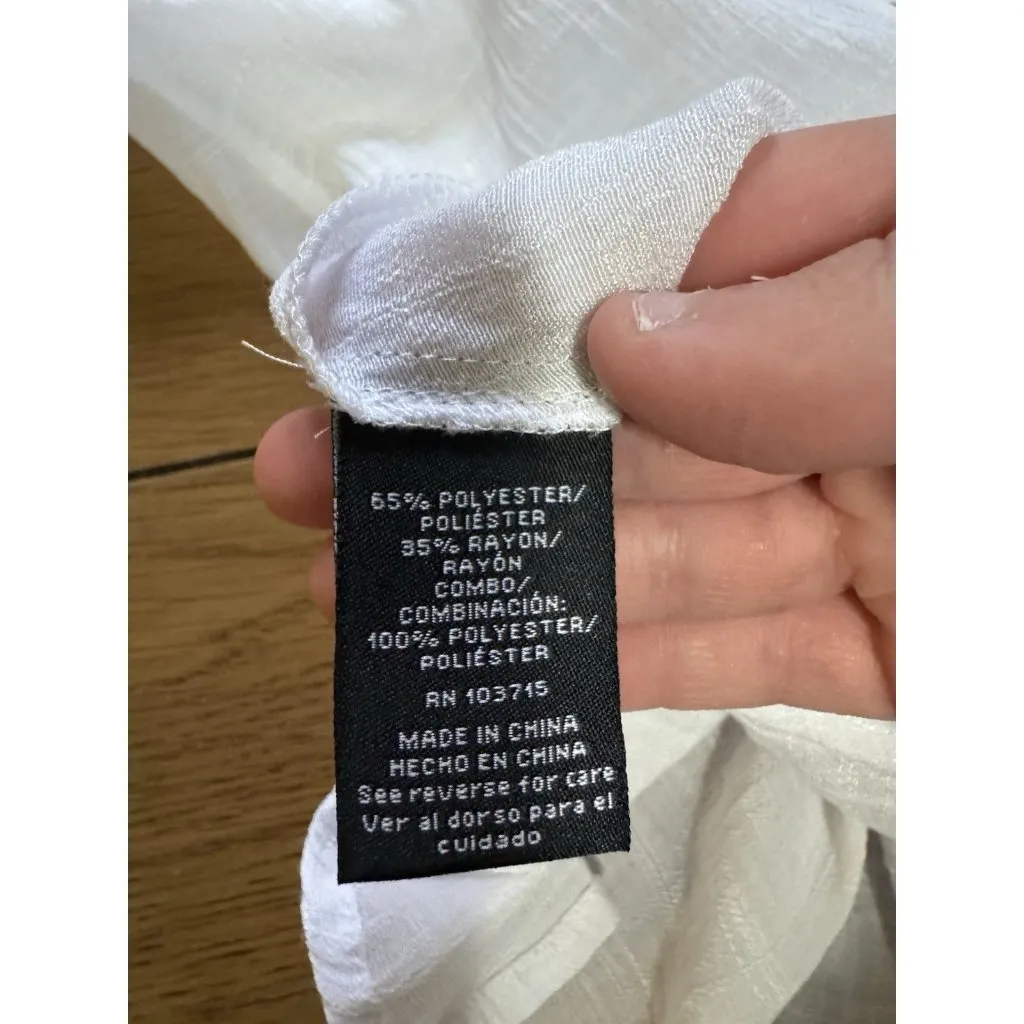 65% POLYESTER/
POLIÉSTER
35% RAYON/
RAYÓN
COMBO/
COMBINACIÓN:
100% POLYESTER/
POLIÉSTER
RN 103715
MADE IN CHINA
HECHO EN CHINA
See reverse for care
Ver al dorso para el
cuidado